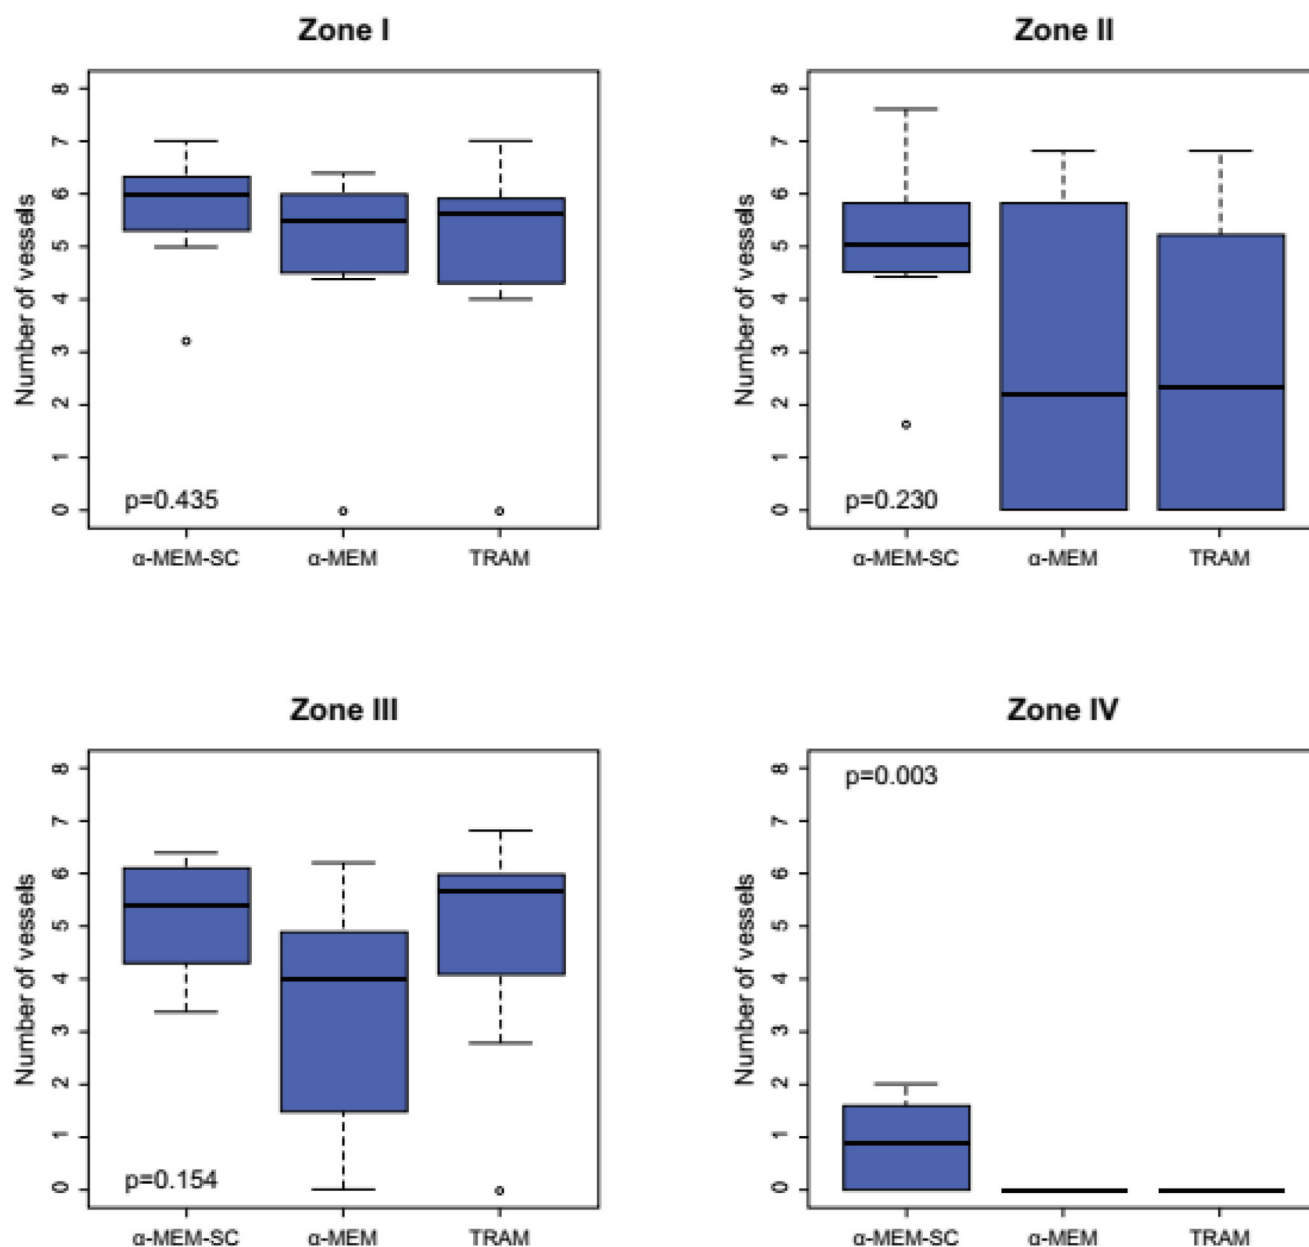 Zone I
Number of vessels
8
7
6
5
4
3
2
1
0
p=0.435
α-MEM-SC α-MEM TRAM
Zone II
Number of vessels
8
7
6
5
4
3
2
1
0
p=0.230
α-MEM-SC α-MEM TRAM
Zone III
Number of vessels
8
7
6
5
4
3
2
1
0
p=0.154
α-MEM-SC α-MEM TRAM
Zone IV
Number of vessels
8
7
6
5
4
3
2
1
0
p=0.003
α-MEM-SC α-MEM TRAM